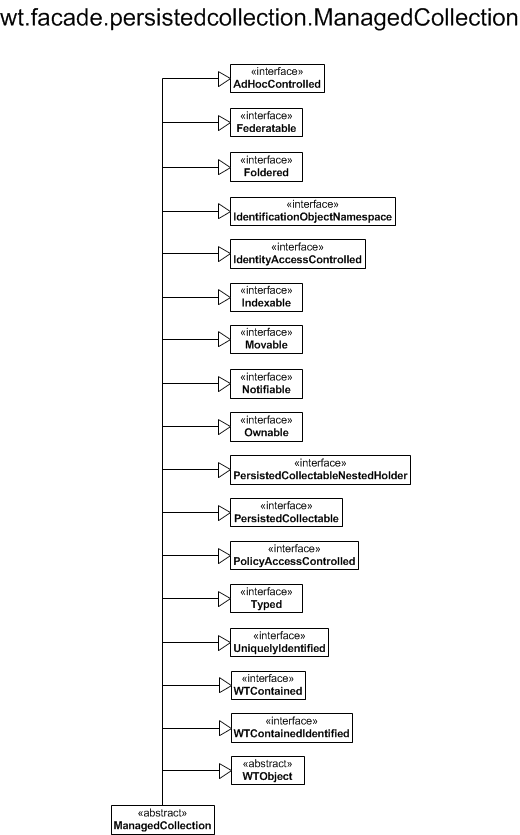 wt.facade.persistedcollection.ManagedCollection
«interface»
AdHocControlled
«interface»
Federatable
«interface»
Foldered
«interface»
IdentificationObjectNamespace
«interface»
IdentityAccessControlled
«interface»
Indexable
«interface»
Movable
«interface»
Notifiable
«interface»
Ownable
«interface»
PersistedCollectableNestedHolder
«interface»
PersistedCollectable
«interface»
PolicyAccessControlled
«interface»
Typed
«interface»
UniquelyIdentified
«interface»
WTContained
«interface»
WTContainedIdentified
«abstract»
WTObject
«abstract»
ManagedCollection